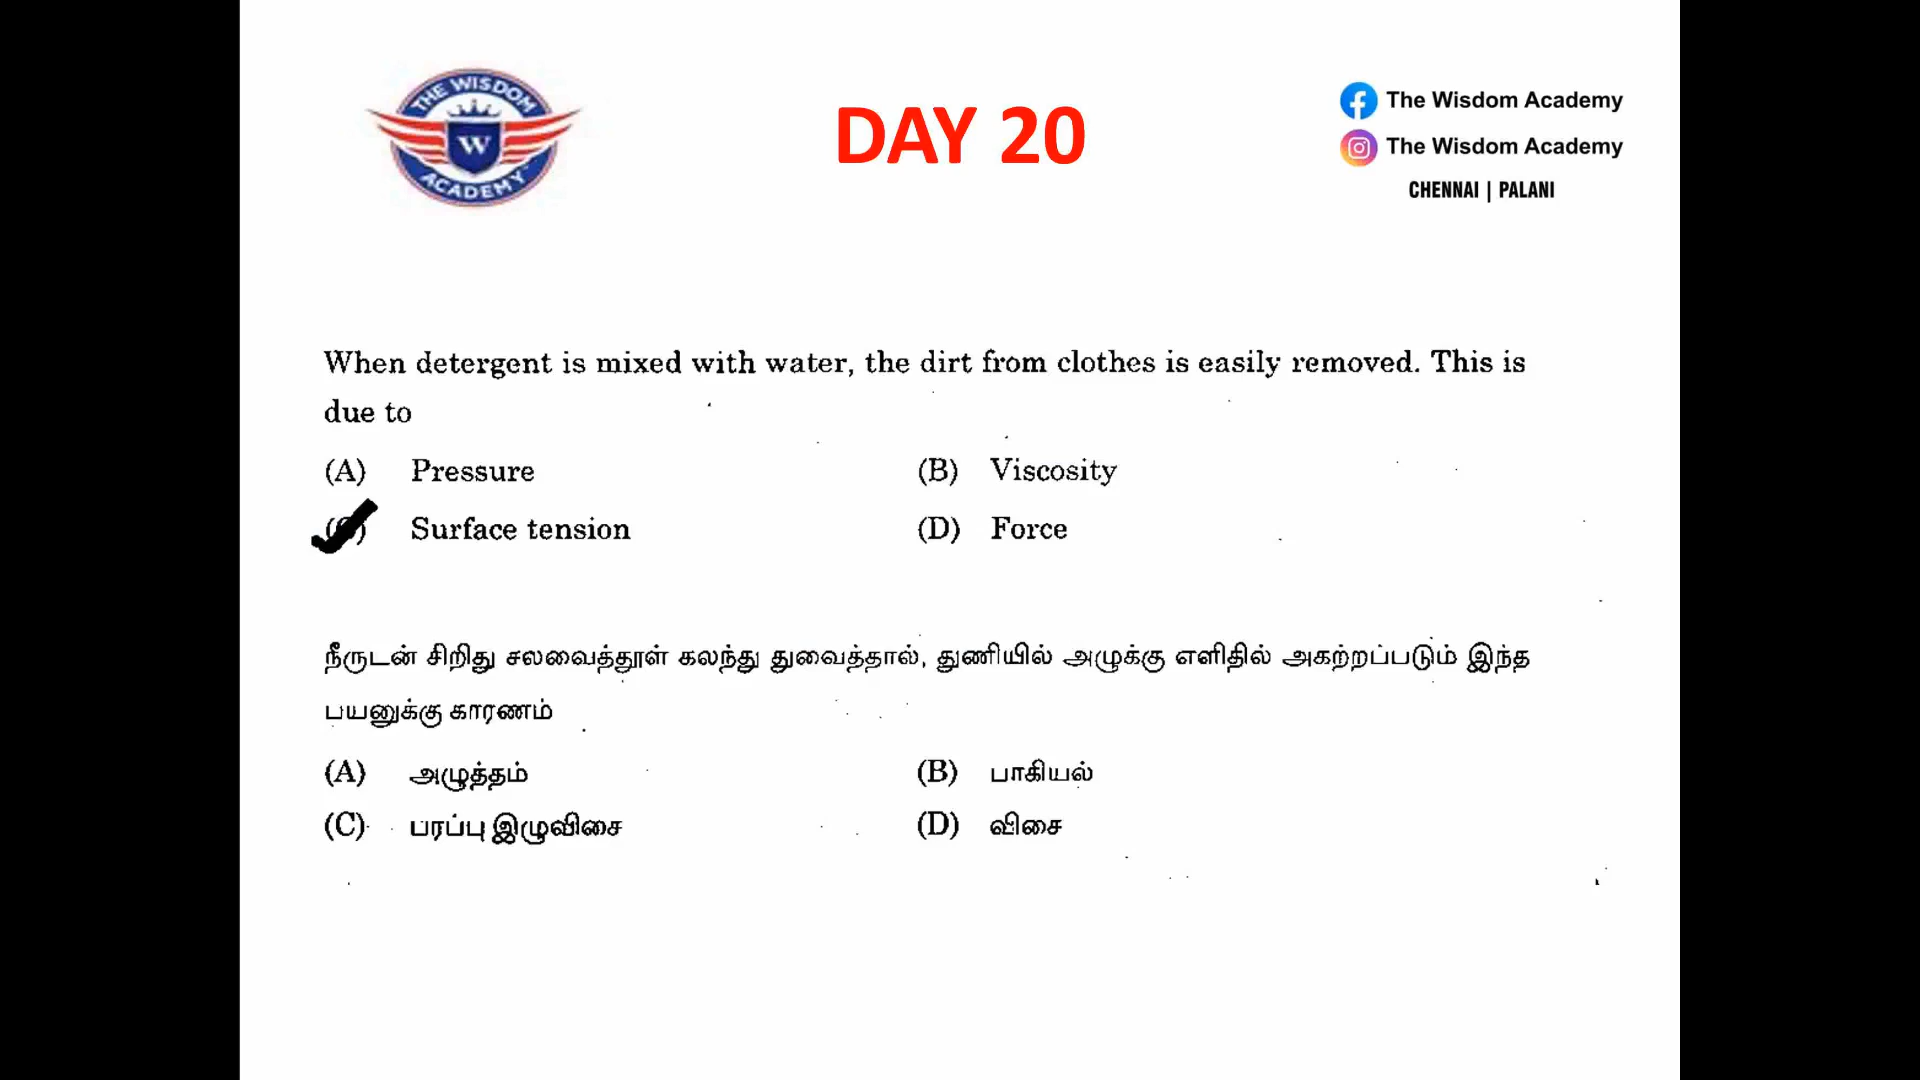 THE WISDOM
W
ACADEMY
DAY 20
The Wisdom Academy
The Wisdom Academy
CHENNAI | PALANI
When detergent is mixed with water, the dirt from clothes is easily removed. This is
due to
(A) Pressure
(B) Viscosity
(C) Surface tension
(D) Force
நீருடன் சிறிது சலவைத்தூள் கலந்து துவைத்தால், துணியில் அழுக்கு எளிதில் அகற்றப்படும் இந்த
பயனுக்கு காரணம்
(A) அழுத்தம்
(B) பாகியல்
(C) பரப்பு இழுவிசை
(D) விசை